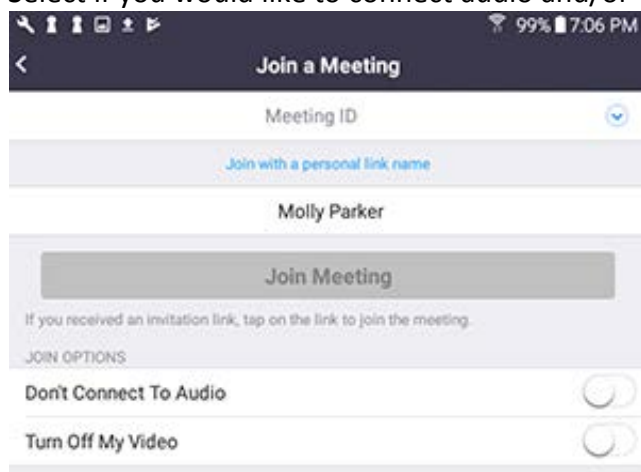 Select if you would like to connect audio and/or
99% 7:06 PM
Join a Meeting
Meeting ID
Join with a personal link name
Molly Parker
Join Meeting
If you received an invitation link, tap on the link to join the meeting.
JOIN OPTIONS
Don't Connect To Audio
Turn Off My Video